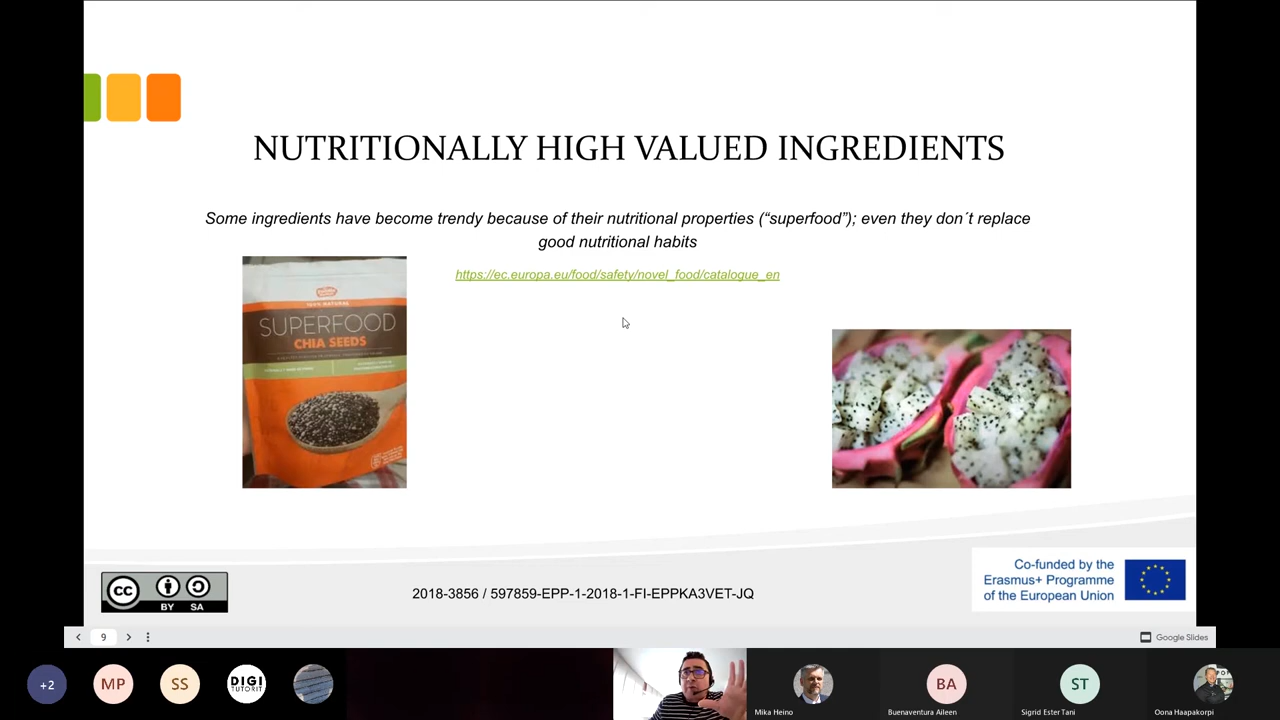 NUTRITIONALLY HIGH VALUED INGREDIENTS
Some ingredients have become trendy because of their nutritional properties (“superfood”); even they don´t replace
good nutritional habits
https://ec.europa.eu/food/safety/novel_food/catalogue_en
100% NATURAL
SUPERFOOD
CHIA SEEDS
cc
BY SA
2018-3856 / 597859-EPP-1-2018-1-FI-EPPKA3VET-JQ
Co-funded by the
Erasmus+ Programme
of the European Union
9
Google Slides
+2
MP
SS
DIGI
TUTORIT
Mika Heino
BA
Buenaventura Aileen
ST
Sigrid Ester Tani
Oona Haapakorpi